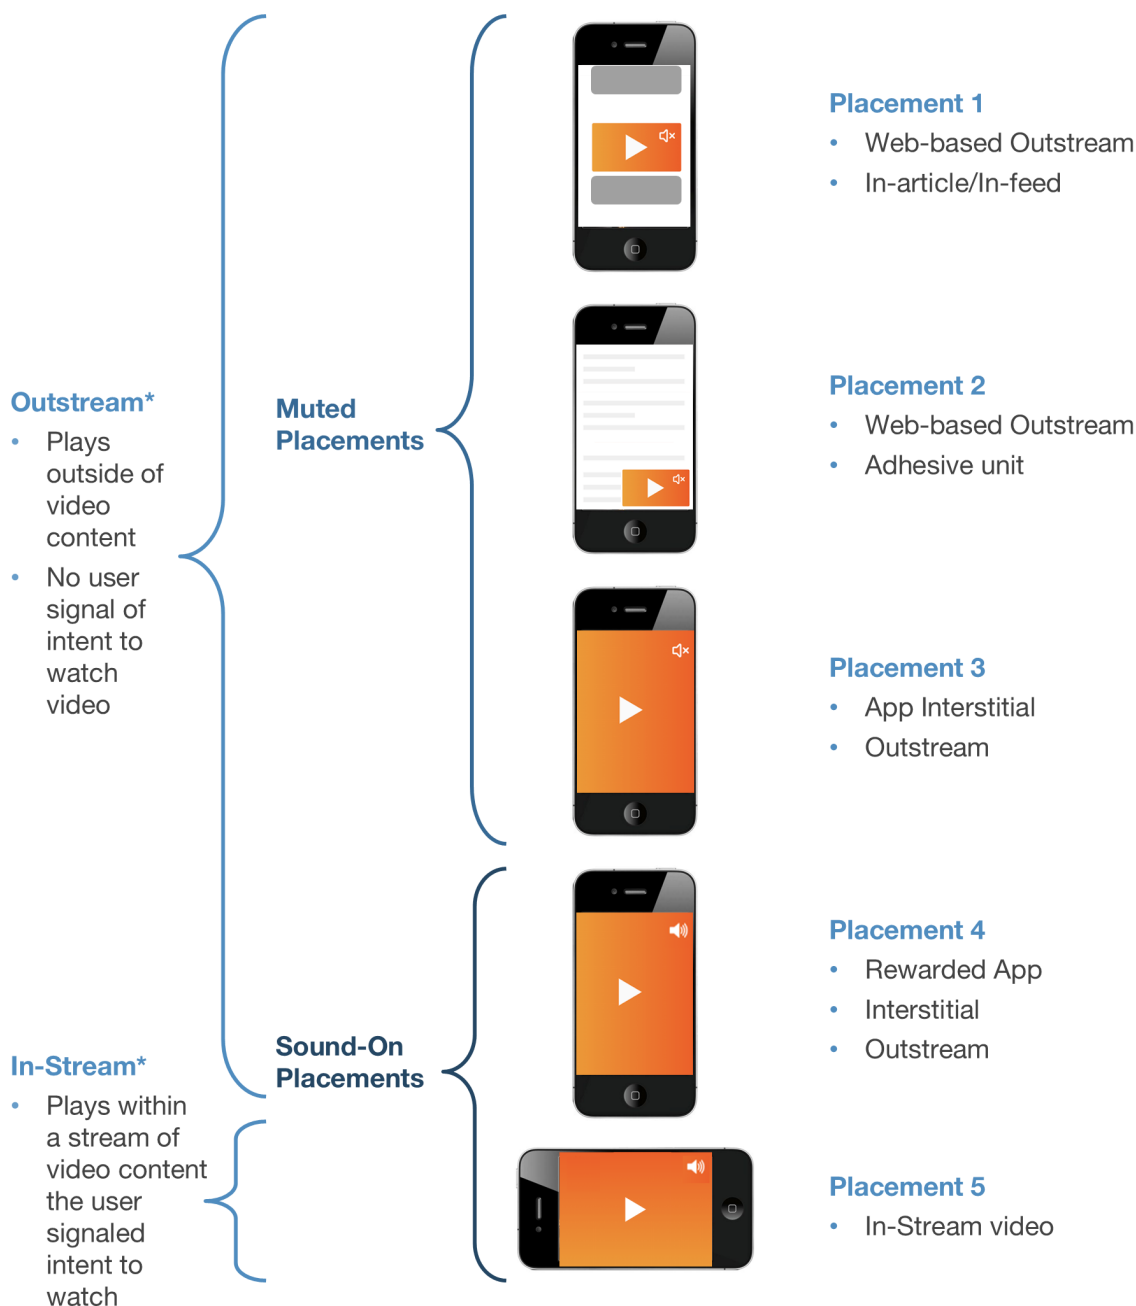 Outstream*
• Plays
outside of
video
content
• No user
signal of
intent to
watch
video
In-Stream*
• Plays within
a stream of
video content
the user
signaled
intent to
watch
Muted
Placements
Sound-On
Placements
Placement 1
• Web-based Outstream
• In-article/In-feed
Placement 2
• Web-based Outstream
• Adhesive unit
Placement 3
• App Interstitial
• Outstream
Placement 4
• Rewarded App
• Interstitial
• Outstream
Placement 5
• In-Stream video